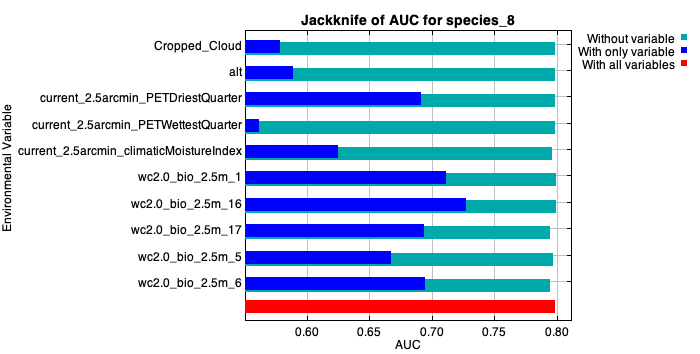 Jackknife of AUC for species_8
Without variable
With only variable
With all variables
Environmental Variable
Cropped_Cloud
alt
current_2.5arcmin_PETDriestQuarter
current_2.5arcmin_PETWettestQuarter
current_2.5arcmin_climaticMoistureIndex
wc2.0_bio_2.5m_1
wc2.0_bio_2.5m_16
wc2.0_bio_2.5m_17
wc2.0_bio_2.5m_5
wc2.0_bio_2.5m_6
0.60 0.65 0.70 0.75 0.80
AUC